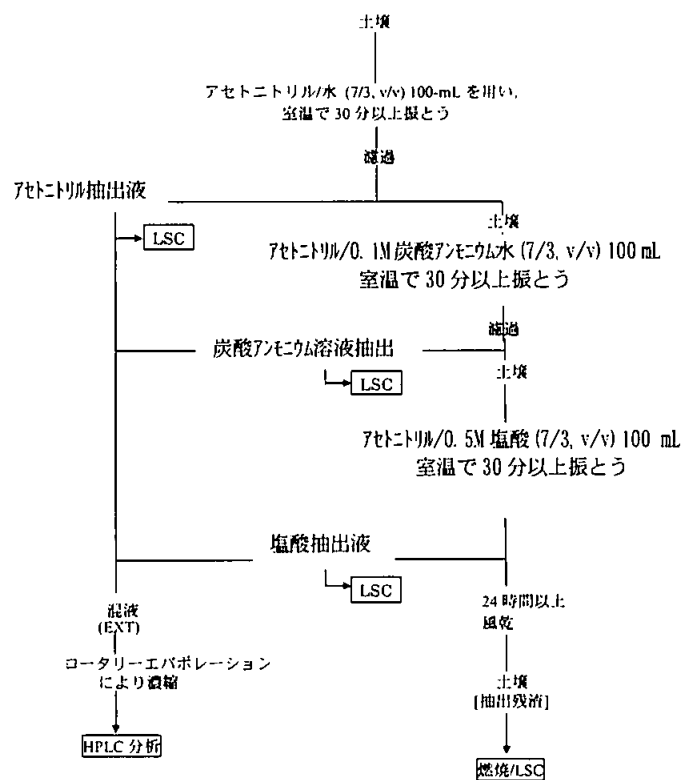 土壌
アセトニトリル/水 (7/3, v/v) 100-mL を用い,
室温で 30 分以上振とう
濾過
アセトニトリル抽出液
LSC
土壌
アセトニトリル/0.1M炭酸アンモニウム水 (7/3, v/v) 100 mL
室温で 30 分以上振とう
濾過
炭酸アンモニウム溶液抽出
LSC
土壌
アセトニトリル/0.5M塩酸 (7/3, v/v) 100 mL
室温で 30 分以上振とう
塩酸抽出液
LSC
混液
(EXT)
24 時間以上
風乾
コータリーエバポレーション
により濃縮
土壌
[抽出残渣]
HPLC 分析
燃焼/LSC